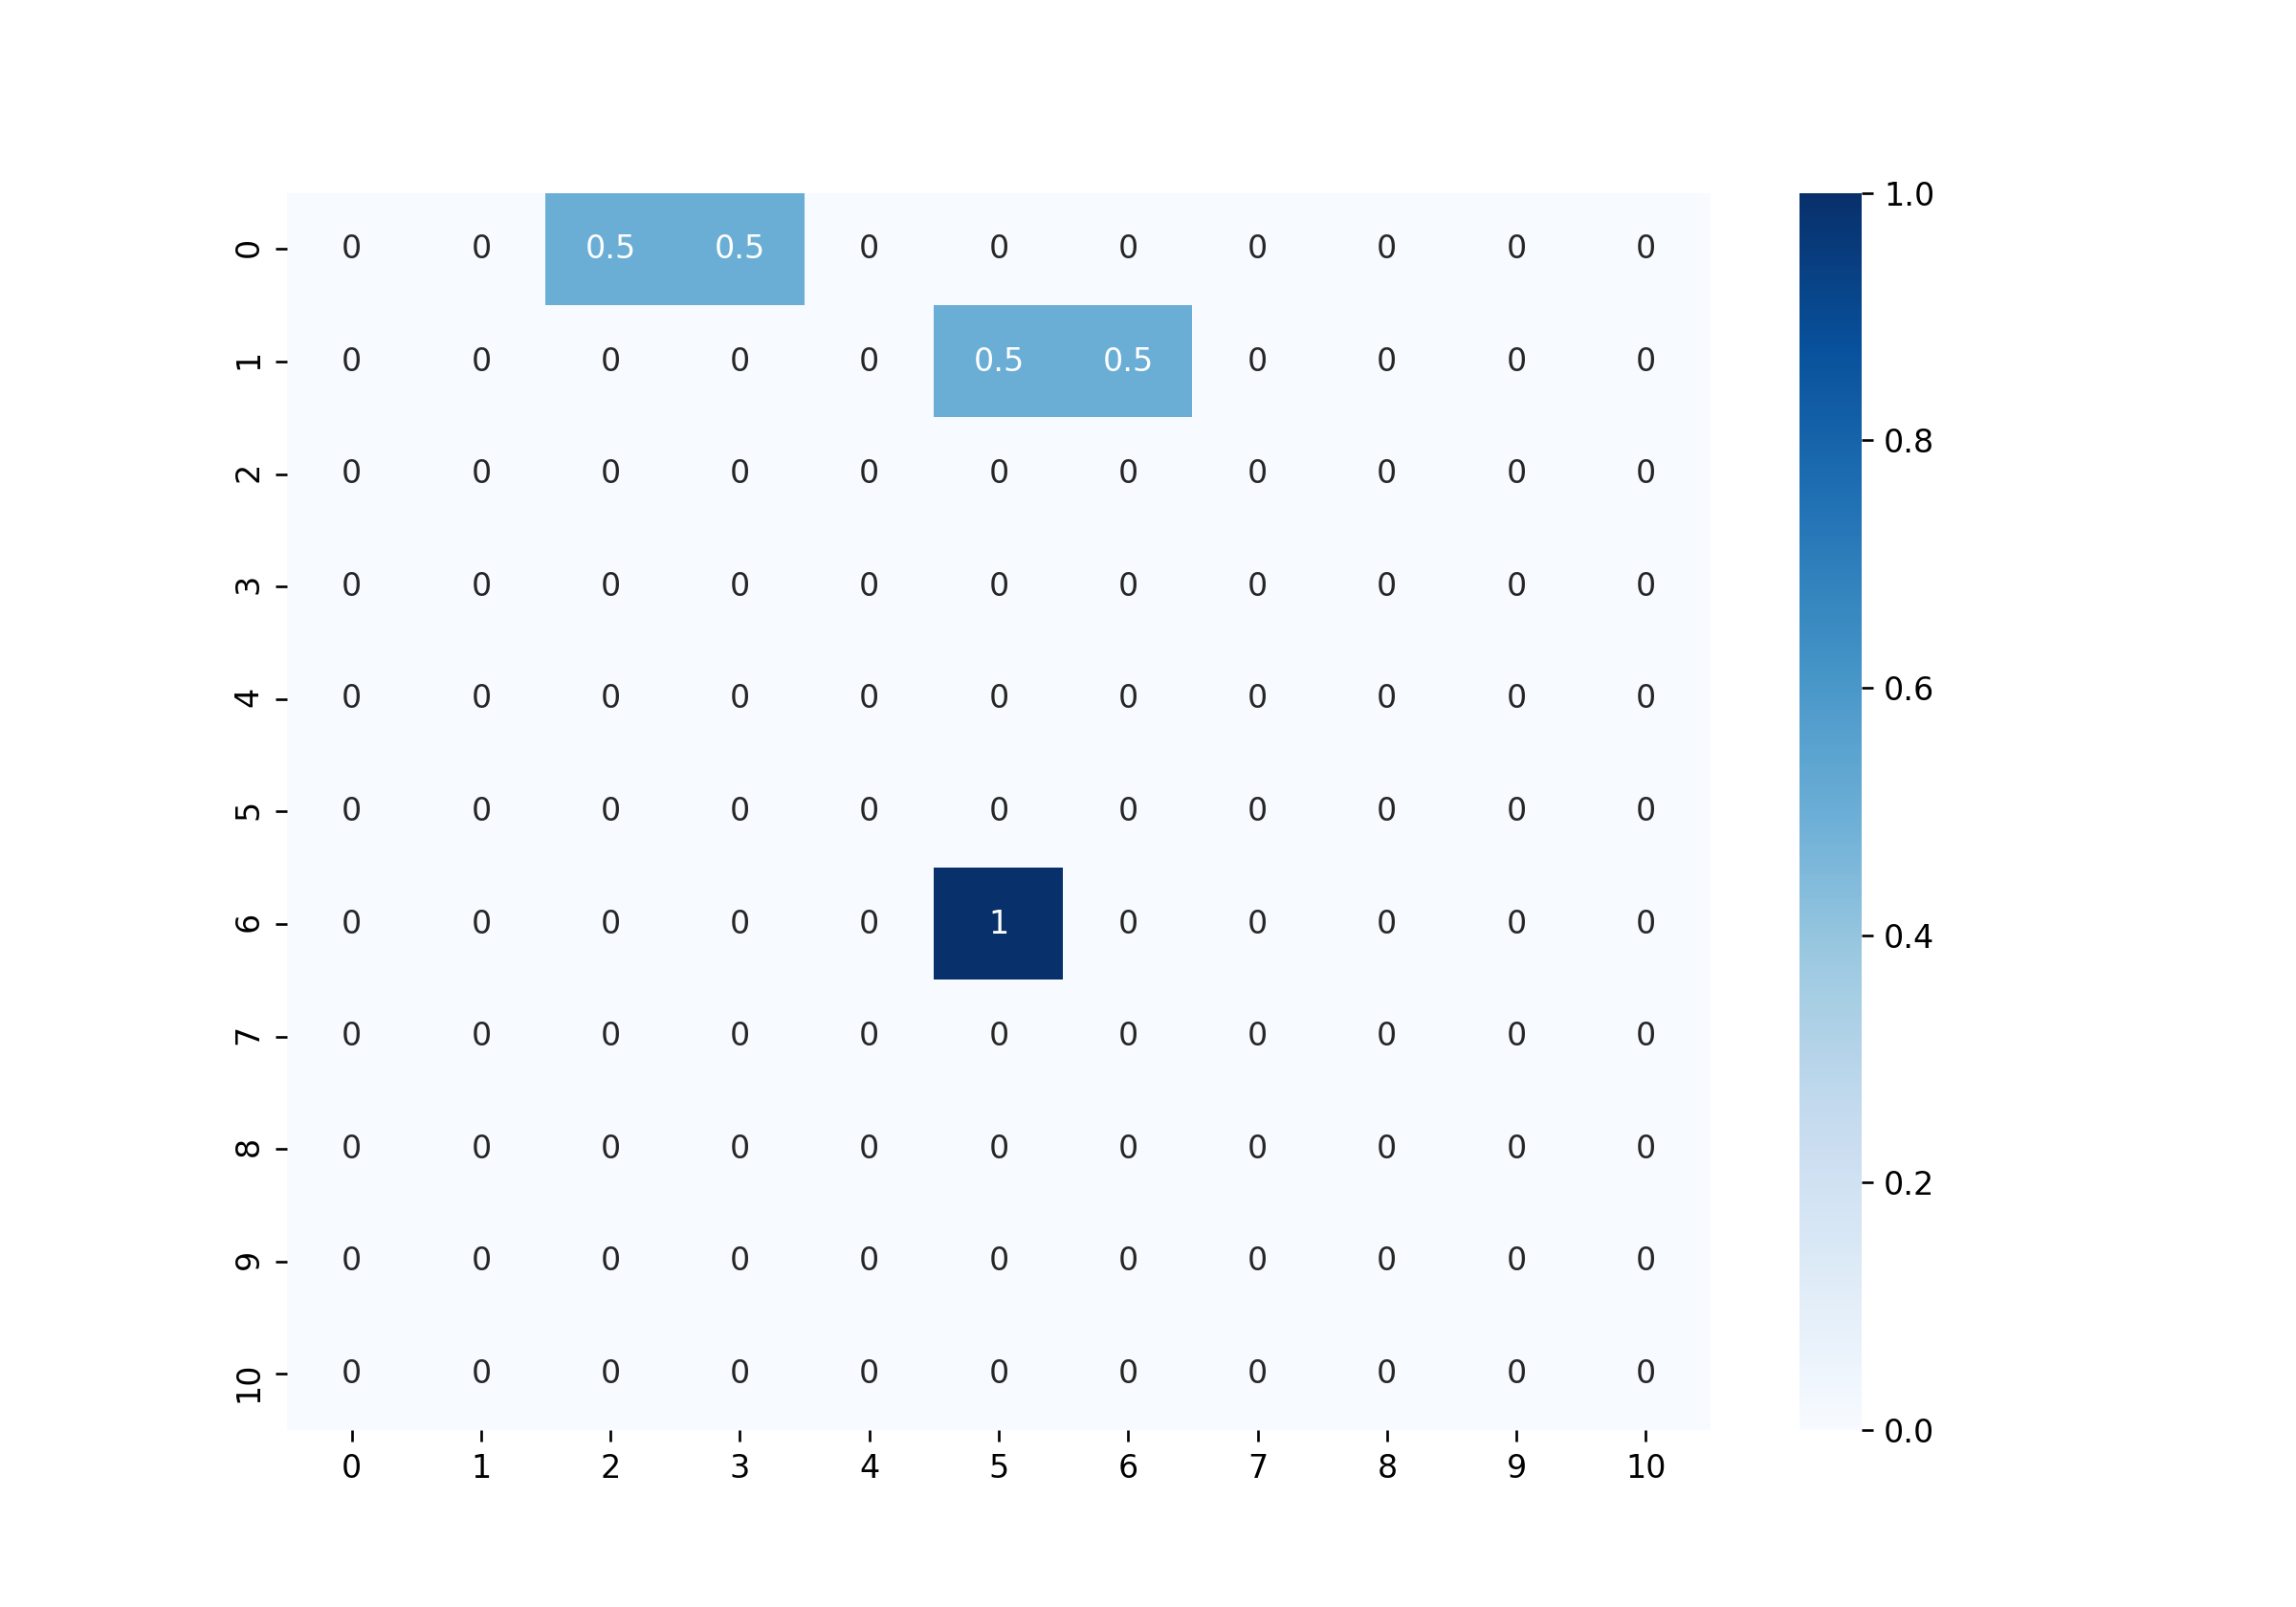 1.0
0 0 0 0.5 0.5 0 0 0 0 0 0 0
1 0 0 0 0 0 0.5 0.5 0 0 0 0
0.8
2 0 0 0 0 0 0 0 0 0 0 0
3 0 0 0 0 0 0 0 0 0 0 0
0.6
4 0 0 0 0 0 0 0 0 0 0 0
5 0 0 0 0 0 0 0 0 0 0 0
6 0 0 0 0 0 1 0 0 0 0 0
0.4
7 0 0 0 0 0 0 0 0 0 0 0
8 0 0 0 0 0 0 0 0 0 0 0
0.2
9 0 0 0 0 0 0 0 0 0 0 0
10 0 0 0 0 0 0 0 0 0 0 0
0.0
0 1 2 3 4 5 6 7 8 9 10